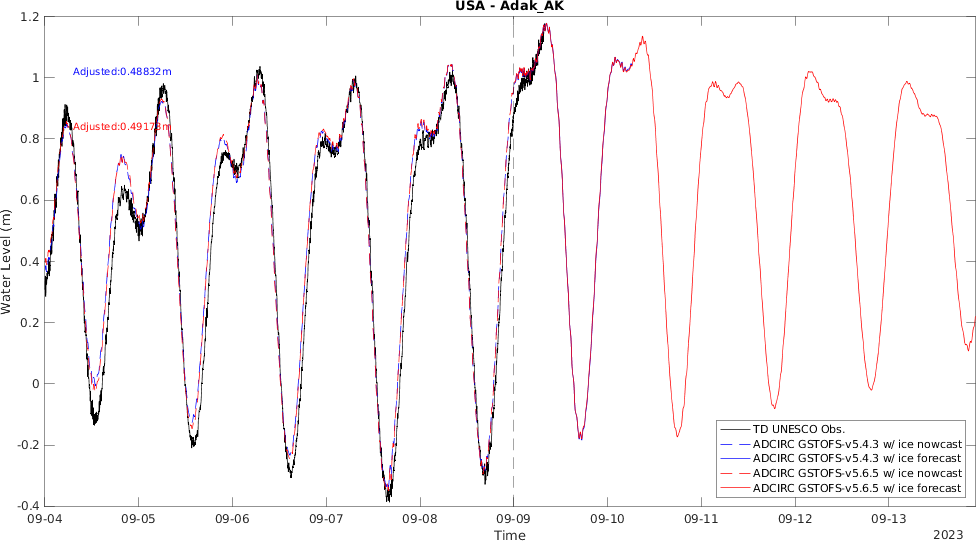 USA - Adak_AK
1.2
1
0.8
0.6
0.4
0.2
0
-0.2
-0.4
Water Level (m)
Adjusted:0.48832m
Adjusted:0.49173m
TD UNESCO Obs.
ADCIRC GSTOFS-v5.4.3 w/ ice nowcast
ADCIRC GSTOFS-v5.4.3 w/ ice forecast
ADCIRC GSTOFS-v5.6.5 w/ ice nowcast
ADCIRC GSTOFS-v5.6.5 w/ ice forecast
09-04 09-05 09-06 09-07 09-08 09-09 09-10 09-11 09-12 09-13
Time
2023